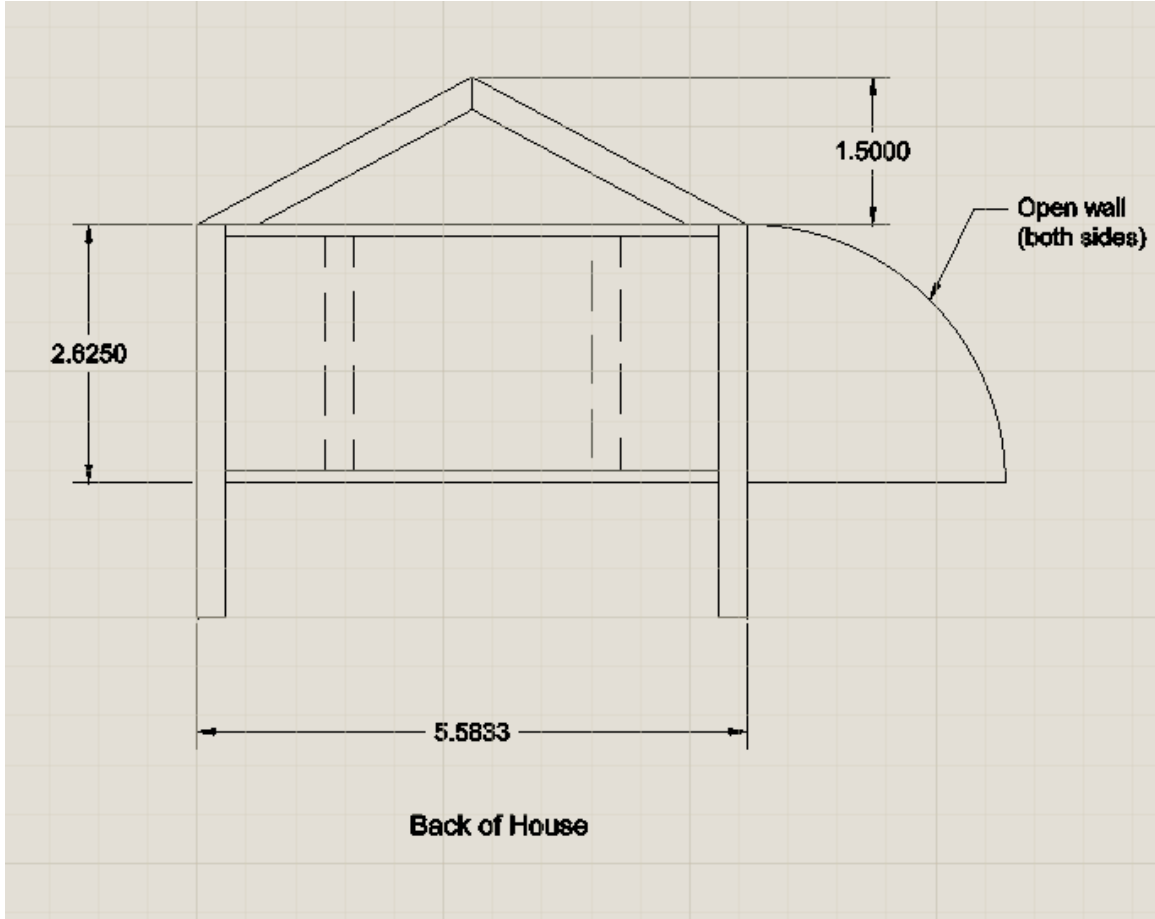 1.5000
Open wall
(both sides)
2.6250
5.5833
Back of House